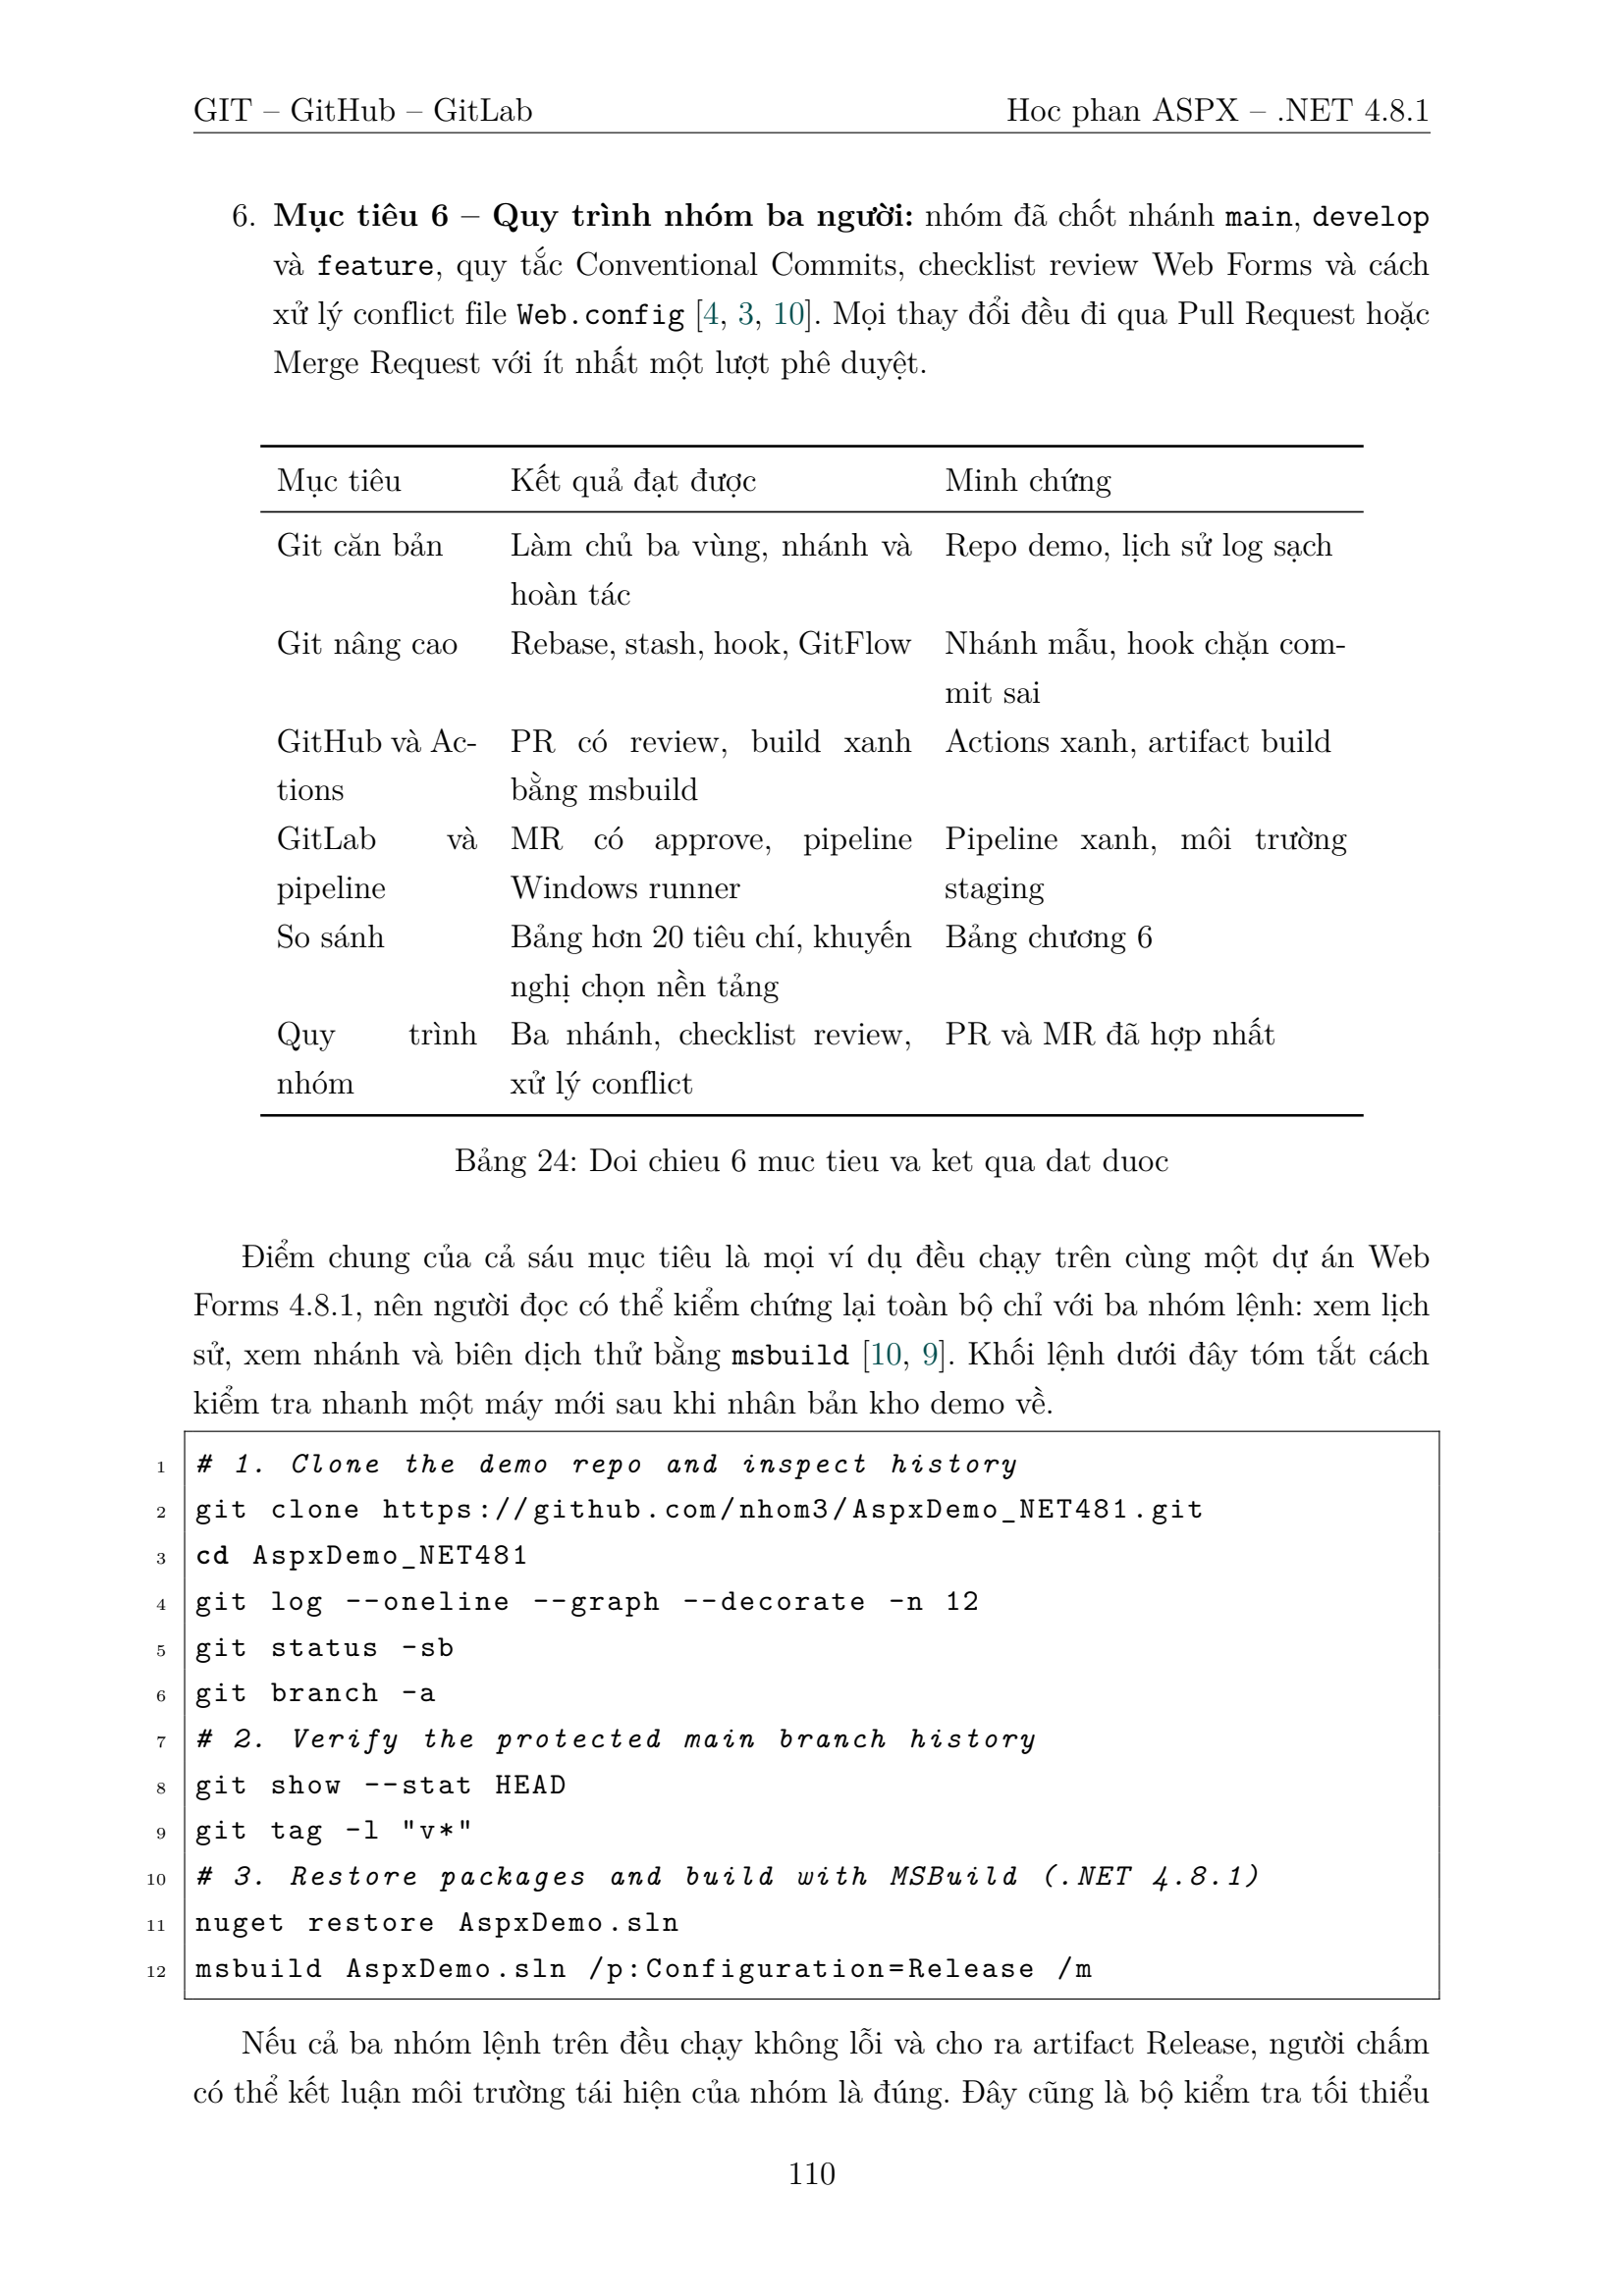 GIT – GitHub – GitLab Hoc phan ASPX – .NET 4.8.1
6. Mục tiêu 6 – Quy trình nhóm ba người: nhóm đã chốt nhánh main, develop
và feature, quy tắc Conventional Commits, checklist review Web Forms và cách
xử lý conflict file Web.config [4, 3, 10]. Mọi thay đổi đều đi qua Pull Request hoặc
Merge Request với ít nhất một lượt phê duyệt.
Mục tiêu Kết quả đạt được Minh chứng
Git căn bản Làm chủ ba vùng, nhánh và Repo demo, lịch sử log sạch
hoàn tác
Git nâng cao Rebase, stash, hook, GitFlow Nhánh mẫu, hook chặn com-
mit sai
GitHub và Ac- PR có review, build xanh Actions xanh, artifact build
tions bằng msbuild
GitLab và MR có approve, pipeline Pipeline xanh, môi trường
pipeline Windows runner staging
So sánh Bảng hơn 20 tiêu chí, khuyến Bảng chương 6
nghị chọn nền tảng
Quy trình Ba nhánh, checklist review, PR và MR đã hợp nhất
nhóm xử lý conflict
Bảng 24: Doi chieu 6 muc tieu va ket qua dat duoc
Điểm chung của cả sáu mục tiêu là mọi ví dụ đều chạy trên cùng một dự án Web
Forms 4.8.1, nên người đọc có thể kiểm chứng lại toàn bộ chỉ với ba nhóm lệnh: xem lịch
sử, xem nhánh và biên dịch thử bằng msbuild [10, 9]. Khối lệnh dưới đây tóm tắt cách
kiểm tra nhanh một máy mới sau khi nhân bản kho demo về.
1 # 1. Clone the demo repo and inspect history
2 git clone https://github.com/nhom3/AspxDemo_NET481.git
3 cd AspxDemo_NET481
4 git log --oneline --graph --decorate -n 12
5 git status -sb
6 git branch -a
7 # 2. Verify the protected main branch history
8 git show --stat HEAD
9 git tag -l "v*"
10 # 3. Restore packages and build with MSBuild (.NET 4.8.1)
11 nuget restore AspxDemo.sln
12 msbuild AspxDemo.sln /p:Configuration=Release /m
Nếu cả ba nhóm lệnh trên đều chạy không lỗi và cho ra artifact Release, người chấm
có thể kết luận môi trường tái hiện của nhóm là đúng. Đây cũng là bộ kiểm tra tối thiểu
110